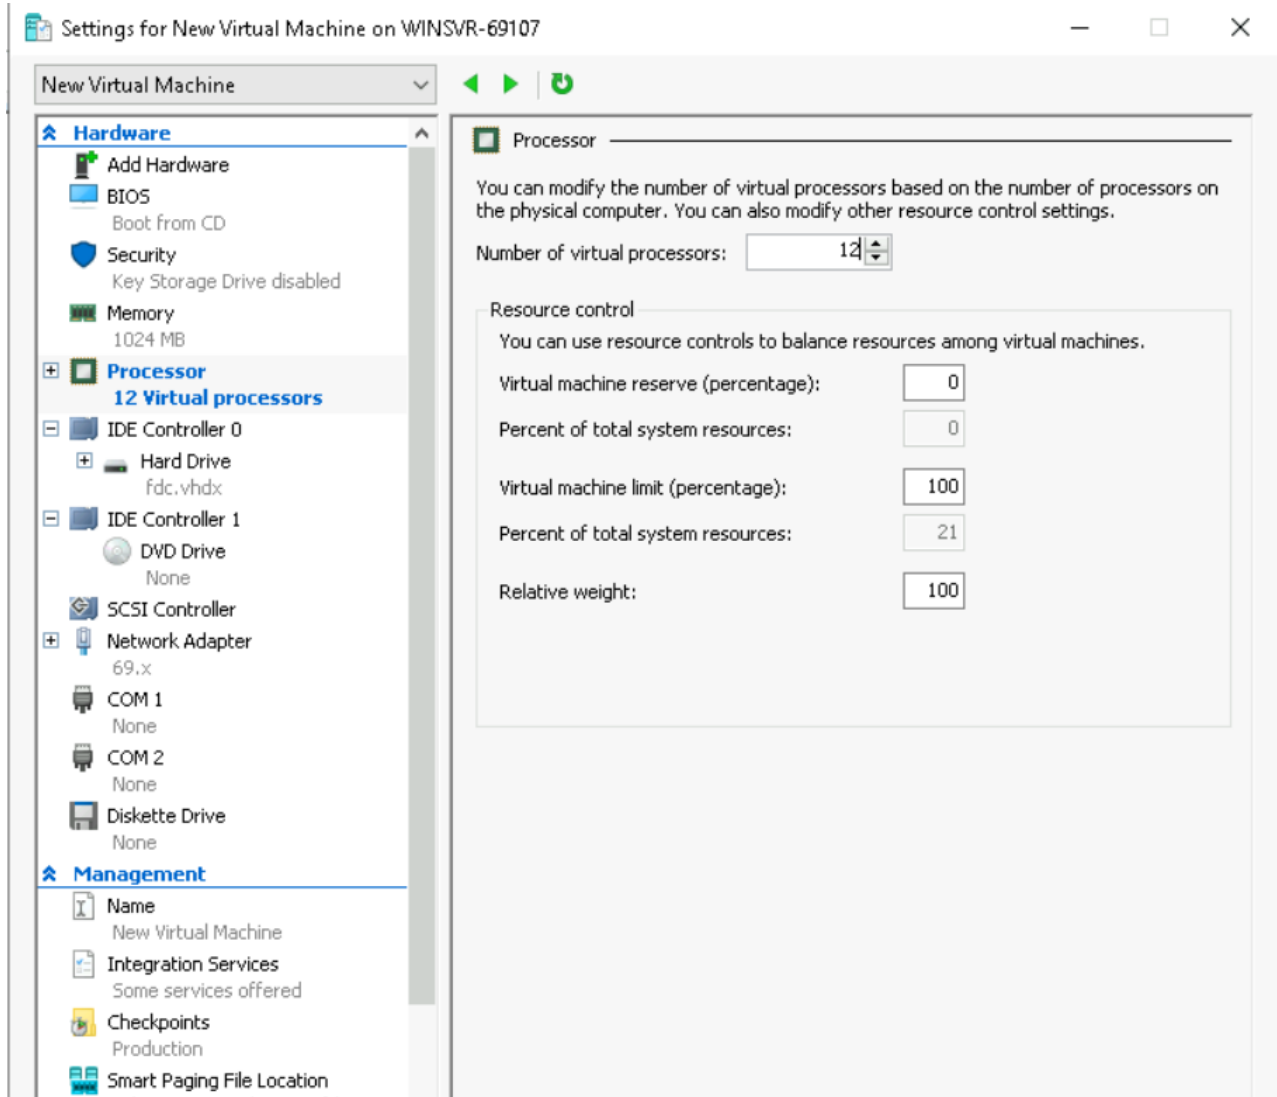 Settings for New Virtual Machine on WINSVR-69107
New Virtual Machine
Hardware
Add Hardware
BIOS
Boot from CD
Security
Key Storage Drive disabled
Memory
1024 MB
Processor
12 Virtual processors
IDE Controller 0
Hard Drive
fdc.vhdx
IDE Controller 1
DVD Drive
None
SCSI Controller
Network Adapter
69.x
COM 1
None
COM 2
None
Diskette Drive
None
Management
Name
New Virtual Machine
Integration Services
Some services offered
Checkpoints
Production
Smart Paging File Location
Processor
You can modify the number of virtual processors based on the number of processors on
the physical computer. You can also modify other resource control settings.
Number of virtual processors: 12
Resource control
You can use resource controls to balance resources among virtual machines.
Virtual machine reserve (percentage): 0
Percent of total system resources: 0
Virtual machine limit (percentage): 100
Percent of total system resources: 21
Relative weight: 100